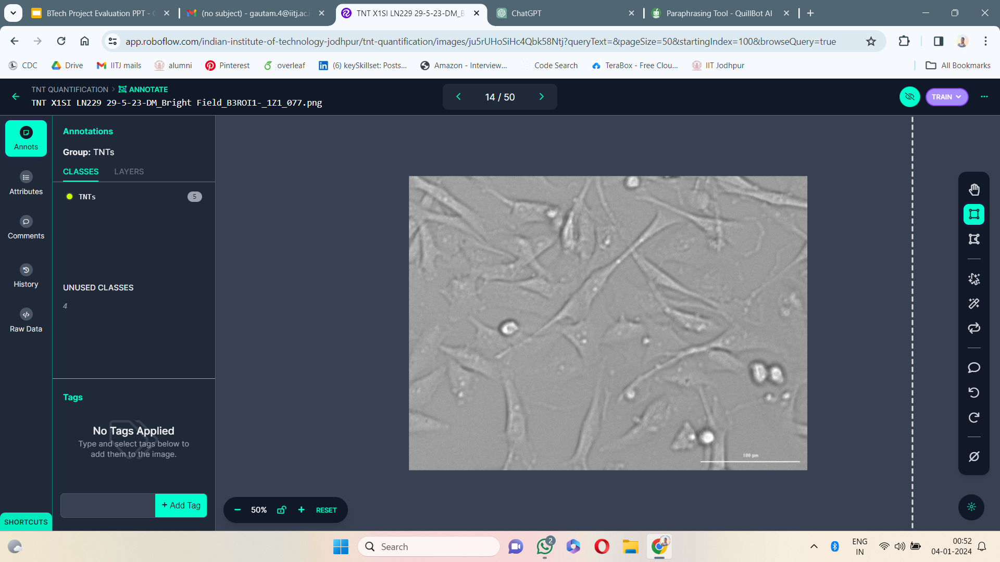 BTech Project Evaluation PPT - G
(no subject) - gautam.4@iitj.ac.i
TNT X1SI LN229 29-5-23-DM_B
ChatGPT
Paraphrasing Tool - QuillBot AI
app.roboflow.com/indian-institute-of-technology-jodhpur/tnt-quantification/images/ju5rUHoSiHc4Qbk58Ntj?queryText=&pageSize=50&startingIndex=100&browseQuery=true
CDC
Drive
IITJ mails
alumni
Pinterest
overleaf
(6) keySkillset: Posts...
Amazon - Interview...
Code Search
TeraBox - Free Clou...
IIT Jodhpur
All Bookmarks
TNT QUANTIFICATION > ANNOTATE
TNT X1SI LN229 29-5-23-DM_Bright Field_B3ROI1-_1Z1_077.png
14 / 50
TRAIN
Annots
Attributes
Comments
History
Raw Data
SHORTCUTS
Annotations
Group: TNTs
CLASSES LAYERS
TNTs 5
UNUSED CLASSES
4
Tags
No Tags Applied
Type and select tags below to
add them to the image.
+ Add Tag
100 µm
50%
RESET
Search
2
ENG
IN
00:52
04-01-2024